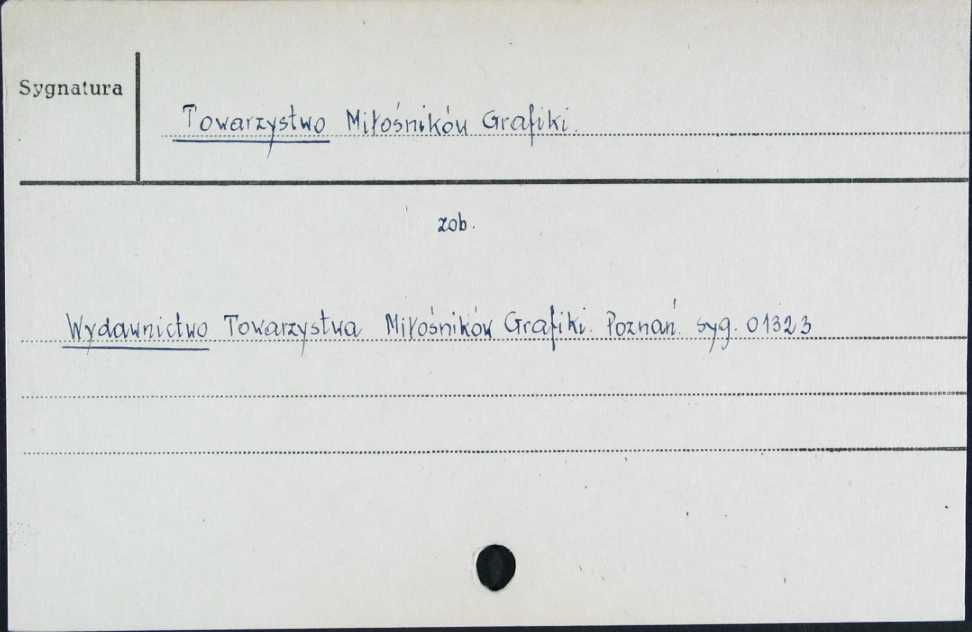 Sygnatura
Towarzystwo Miłośników Grafiki.
zob.
Wydawnictwo Towarzystwa Miłośników Grafiki. Poznań. syg. 01323